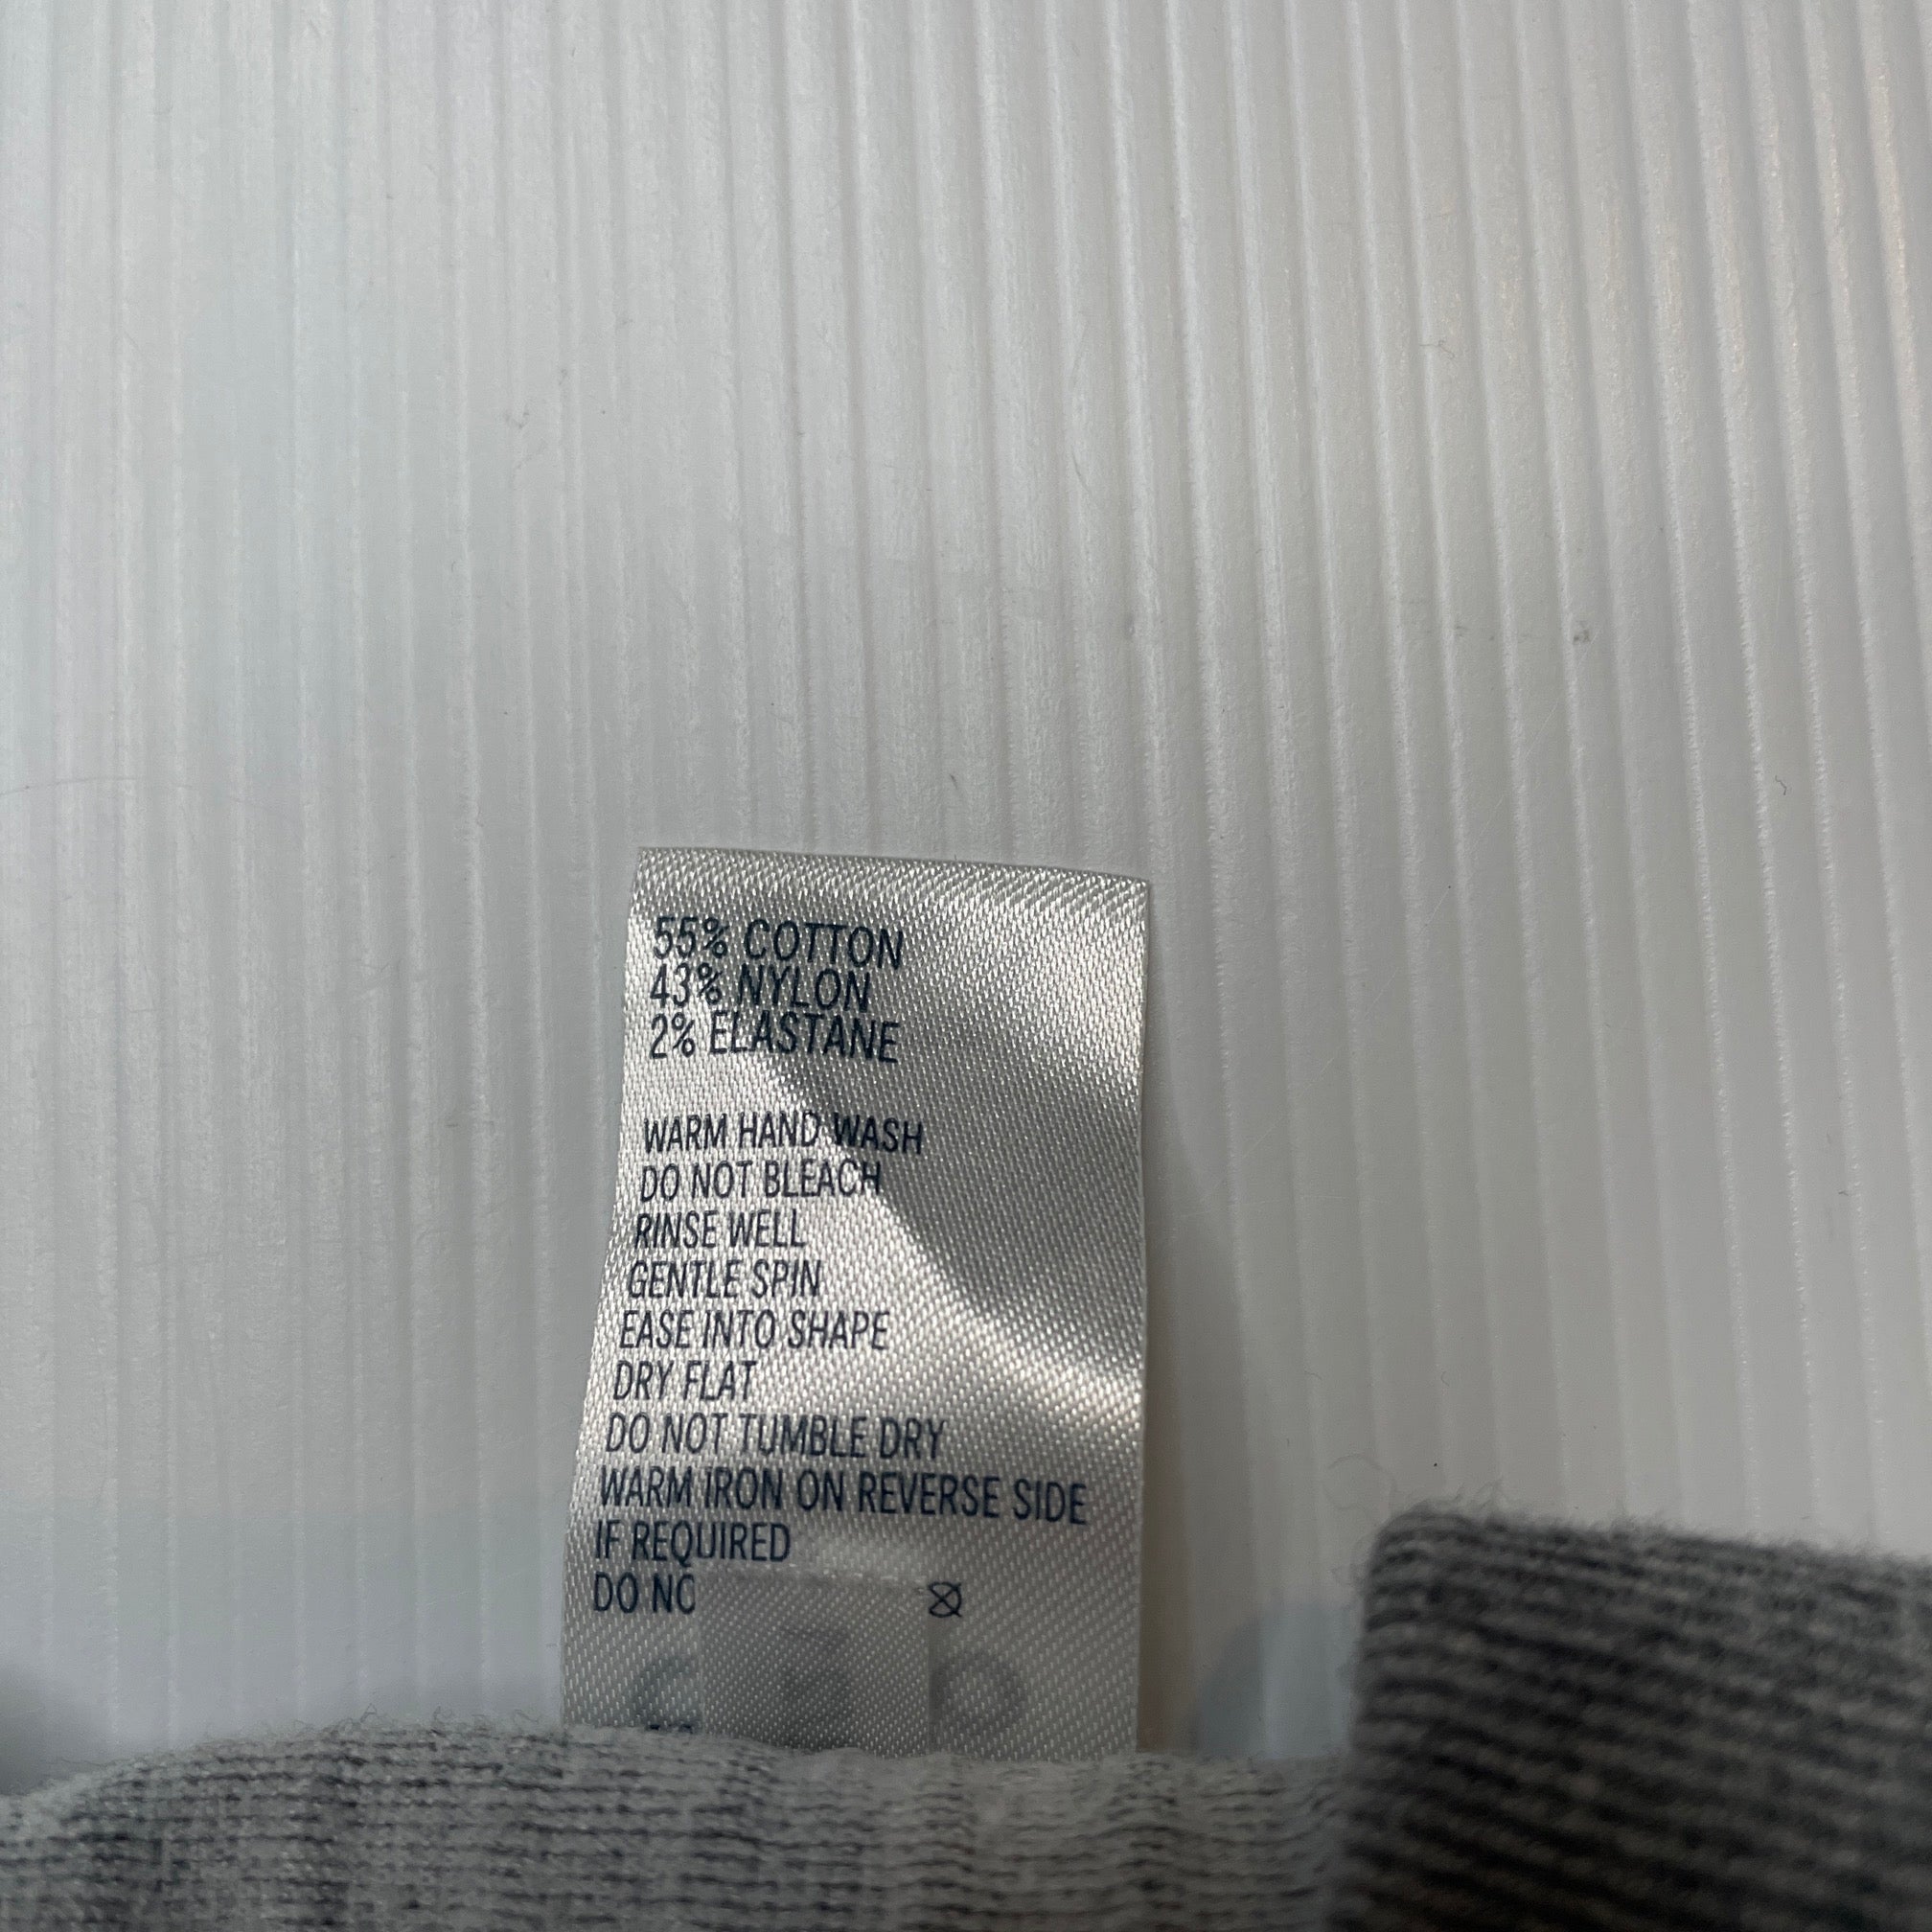 55% COTTON
43% NYLON
2% ELASTANE
WARM HAND WASH
DO NOT BLEACH
RINSE WELL
GENTLE SPIN
EASE INTO SHAPE
DRY FLAT
DO NOT TUMBLE DRY
WARM IRON ON REVERSE SIDE
IF REQUIRED
DO